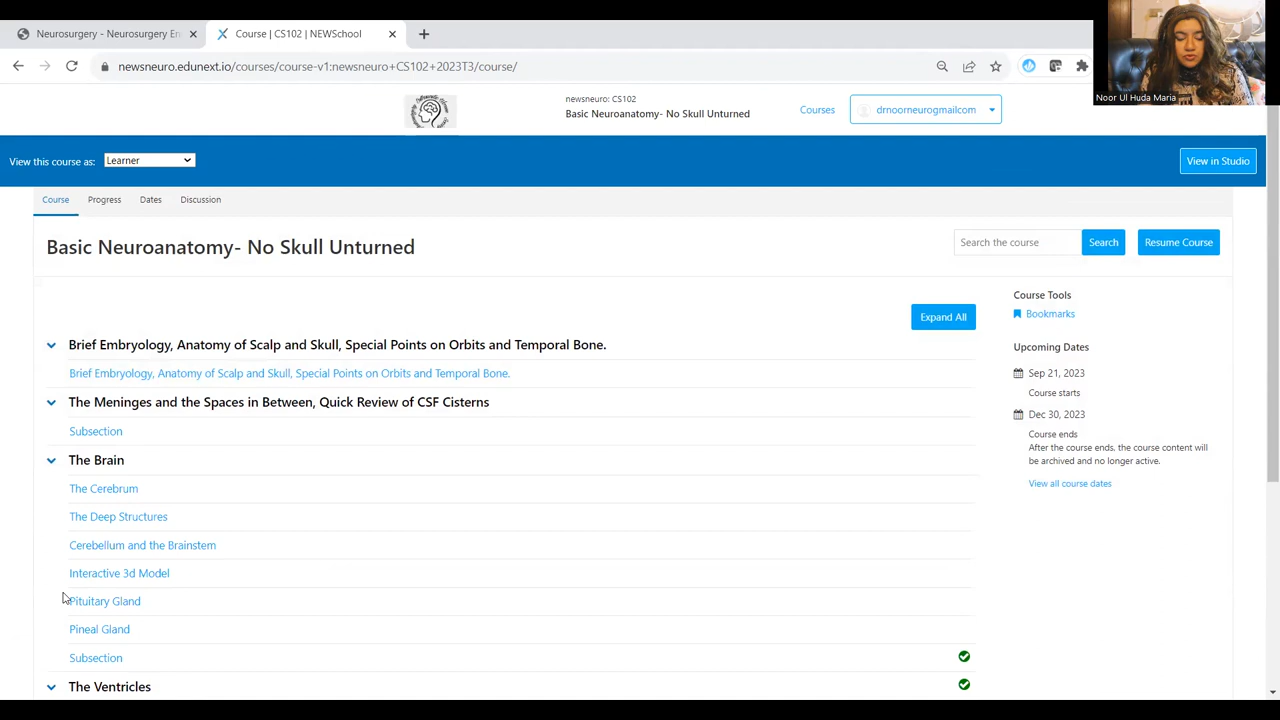 Neurosurgery - Neurosurgery En
Course | CS102 | NEWSchool
newsneuro.edunext.io/courses/course-v1:newsneuro+CS102+2023T3/course/
Noor Ul Huda Maria
newsneuro: CS102
Basic Neuroanatomy- No Skull Unturned
Courses
drnoorneurogmailcom
View this course as:
Learner
View in Studio
Course
Progress
Dates
Discussion
Basic Neuroanatomy- No Skull Unturned
Search the course
Search
Resume Course
Expand All
Brief Embryology, Anatomy of Scalp and Skull, Special Points on Orbits and Temporal Bone.
Brief Embryology, Anatomy of Scalp and Skull, Special Points on Orbits and Temporal Bone.
The Meninges and the Spaces in Between, Quick Review of CSF Cisterns
Subsection
The Brain
The Cerebrum
The Deep Structures
Cerebellum and the Brainstem
Interactive 3d Model
Pituitary Gland
Pineal Gland
Subsection
The Ventricles
Course Tools
Bookmarks
Upcoming Dates
Sep 21, 2023
Course starts
Dec 30, 2023
Course ends
After the course ends, the course content will
be archived and no longer active.
View all course dates